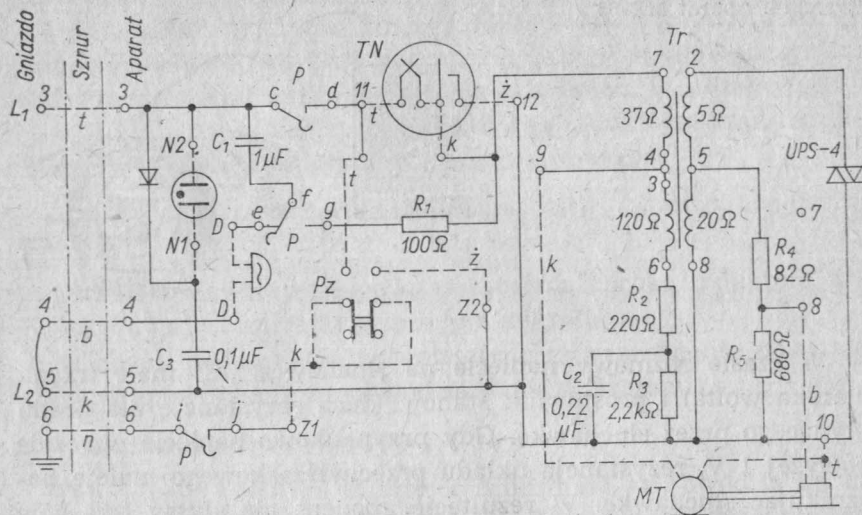 Gniazdo Sznur Aparat
TN Tr
L1 3 t 3 c P d 11 t ż 12 7 2
N2 C1 1µF f t k 37Ω 5Ω
9 4 5 UPS-4
3
N1 D e P g R1 100Ω 120Ω 20Ω 7
R4 82Ω
6 8
D Pz ż k R2 220Ω 8
4 b 4 Z2 R5 680Ω
C3 0,1µF k C2 0,22 µF R3 2,2kΩ b
L2 5 k 5 10
6 n 6 i P j Z1 t
MT